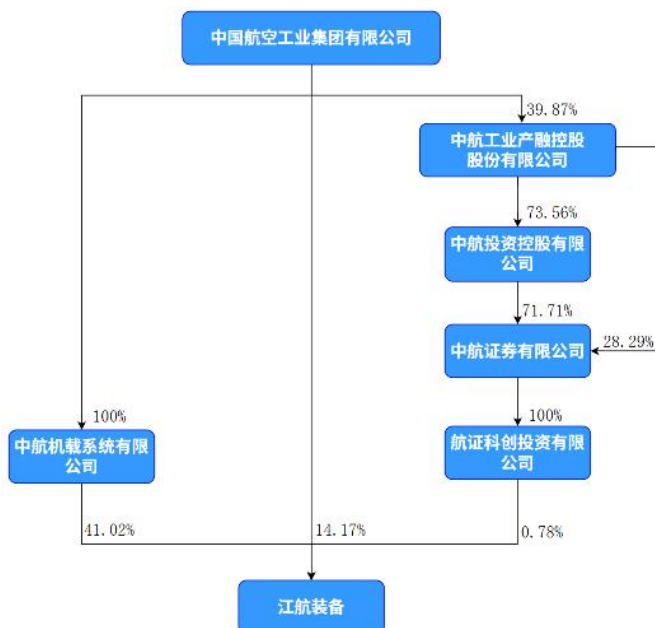 中国航空工业集团有限公司
39.87%
中航工业产融控股
股份有限公司
73.56%
中航投资控股有限
公司
71.71%
中航证券有限公司
28.29%
100%
100%
中航机载系统有限
公司
航证科创投资有限
公司
41.02%
14.17%
0.78%
江航装备